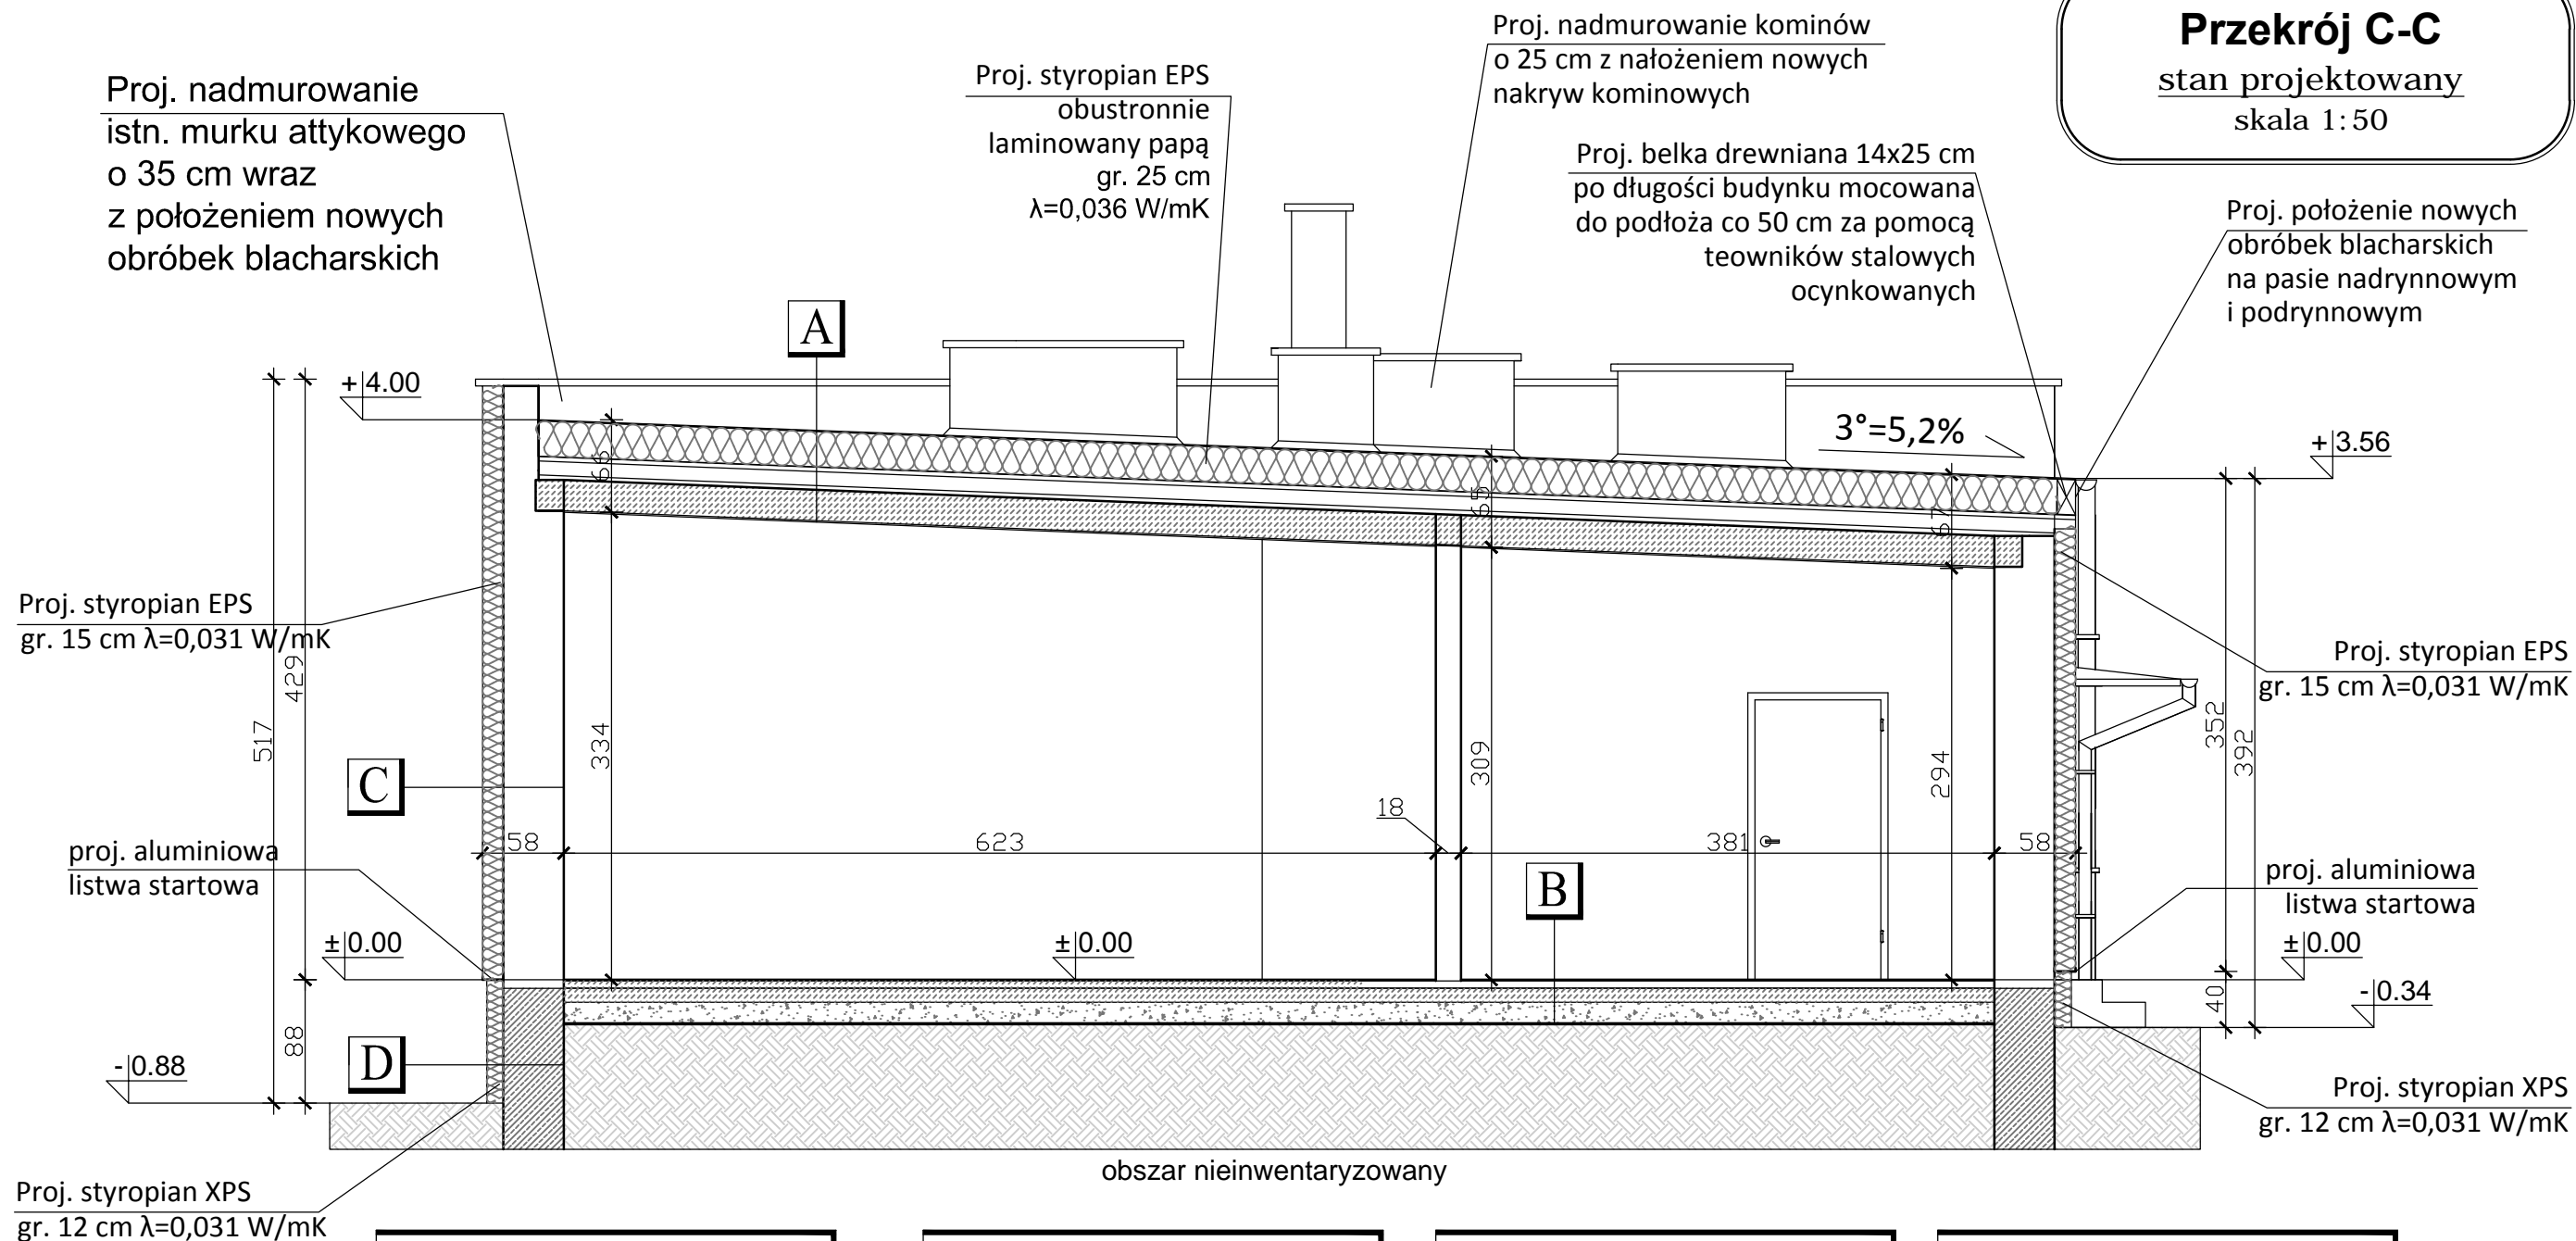 Przekrój C-C
stan projektowany
skala 1:50
Proj. nadmurowanie
istn. murku attykowego
o 35 cm wraz
z położeniem nowych
obróbek blacharskich
Proj. styropian EPS
obustronnie
laminowany papą
gr. 25 cm
λ=0,036 W/mK
Proj. nadmurowanie kominów
o 25 cm z nałożeniem nowych
nakryw kominowych
Proj. belka drewniana 14x25 cm
po długości budynku mocowana
do podłoża co 50 cm za pomocą
teowników stalowych
ocynkowanych
Proj. położenie nowych
obróbek blacharskich
na pasie nadrynnowym
i podrynnowym
A
+4.00
3°=5,2%
+3.56
66
65
67
Proj. styropian EPS
gr. 15 cm λ=0,031 W/mK
Proj. styropian EPS
gr. 15 cm λ=0,031 W/mK
429
517
334
309
294
352
392
C
18
58
623
381
58
proj. aluminiowa
listwa startowa
B
proj. aluminiowa
listwa startowa
±0.00
±0.00
±0.00
-0.34
40
88
D
-0.88
Proj. styropian XPS
gr. 12 cm λ=0,031 W/mK
obszar nieinwentaryzowany
Proj. styropian XPS
gr. 12 cm λ=0,031 W/mK